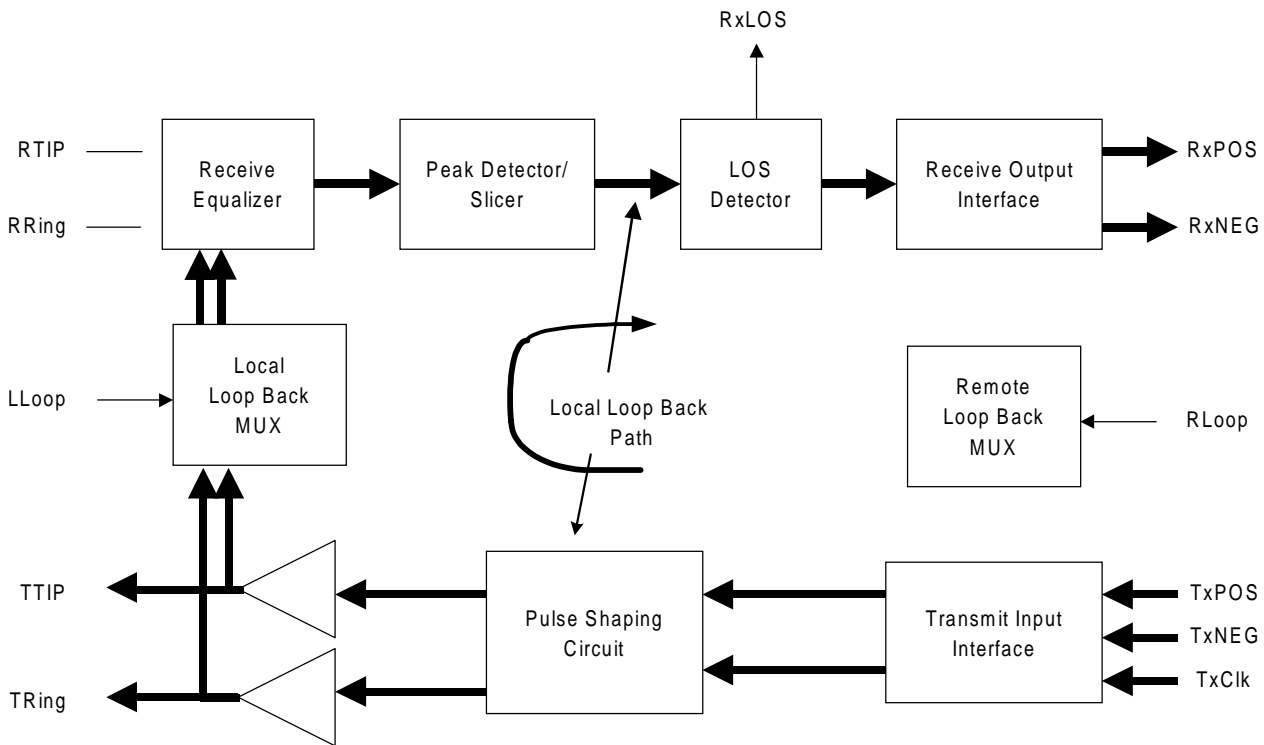 RxLOS
RTIP
RRing
Receive
Equalizer
Peak Detector/
Slicer
LOS
Detector
Receive Output
Interface
RxPOS
RxNEG
LLoop
Local
Loop Back
MUX
Local Loop Back
Path
Remote
Loop Back
MUX
RLoop
TTIP
TRing
Pulse Shaping
Circuit
Transmit Input
Interface
TxPOS
TxNEG
TxClk